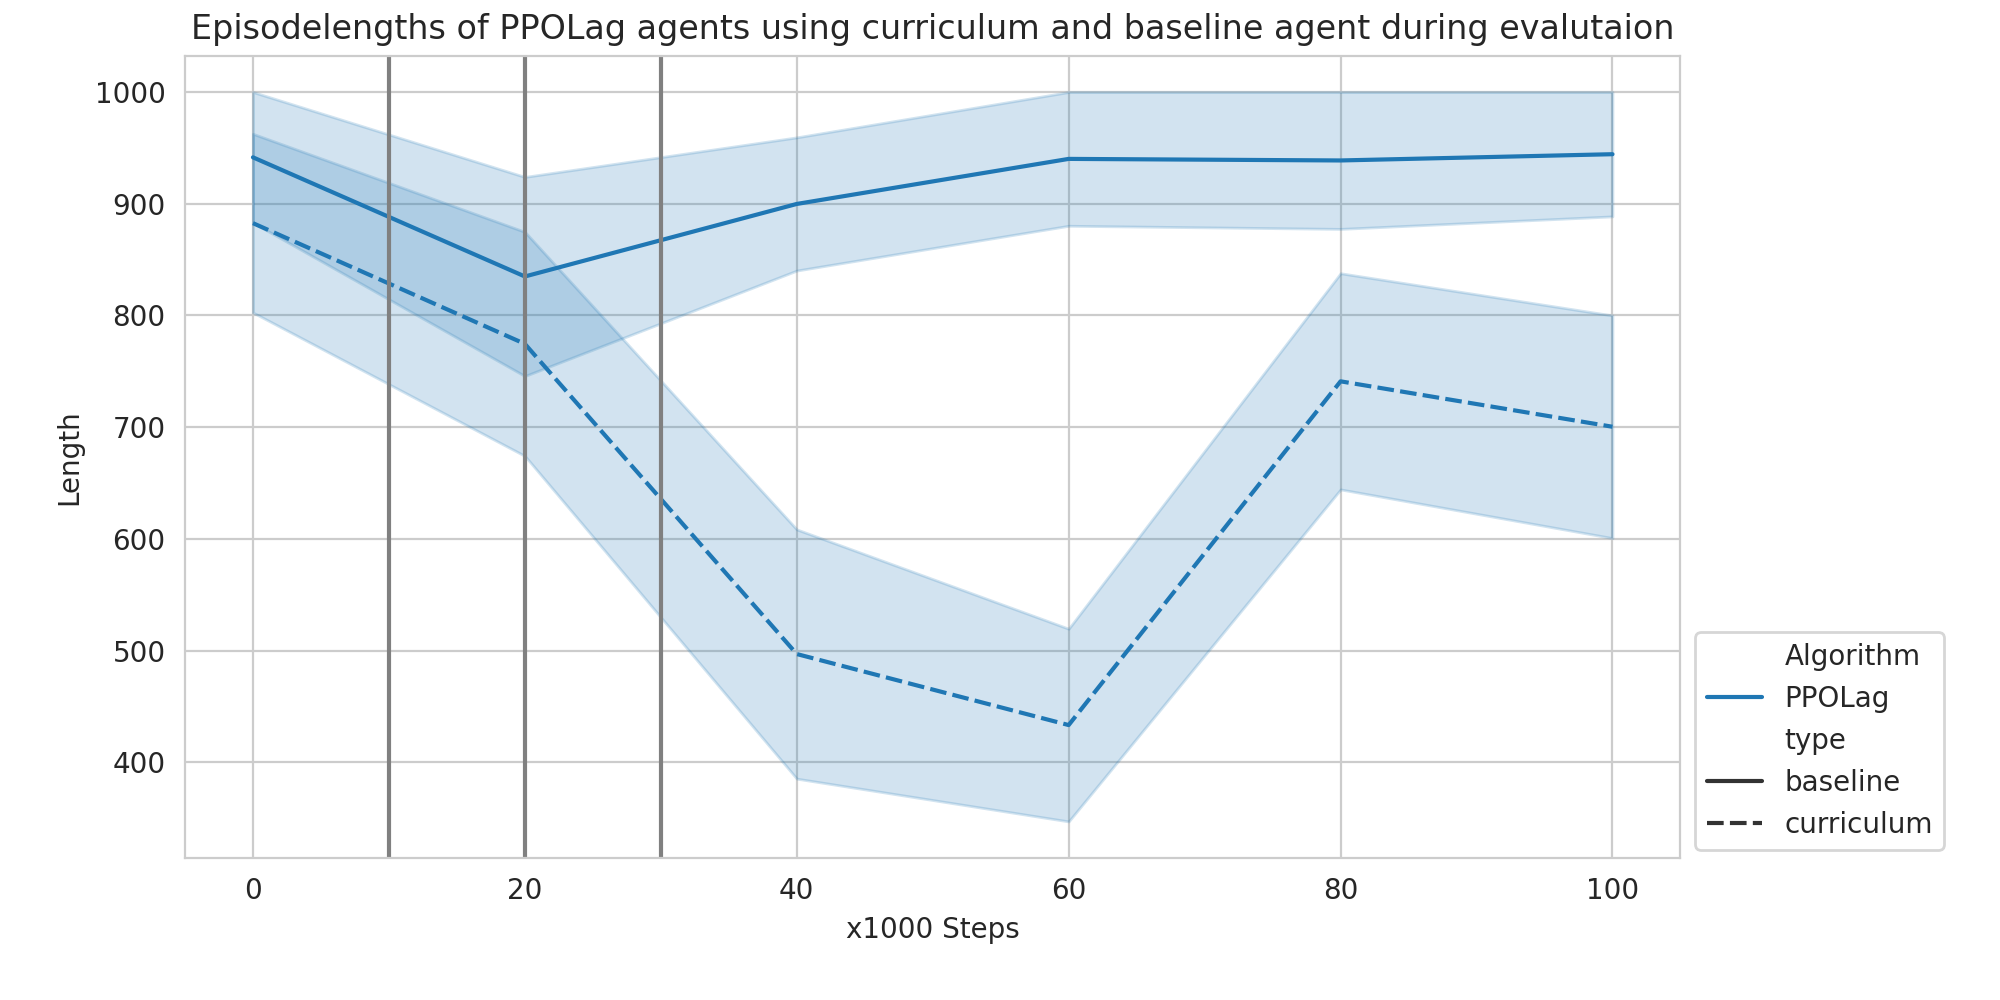 Episodelengths of PPOLag agents using curriculum and baseline agent during evalutaion
1000
900
800
700
600
500
400
Length
0 20 40 60 80 100
x1000 Steps
Algorithm
PPOLag
type
baseline
curriculum